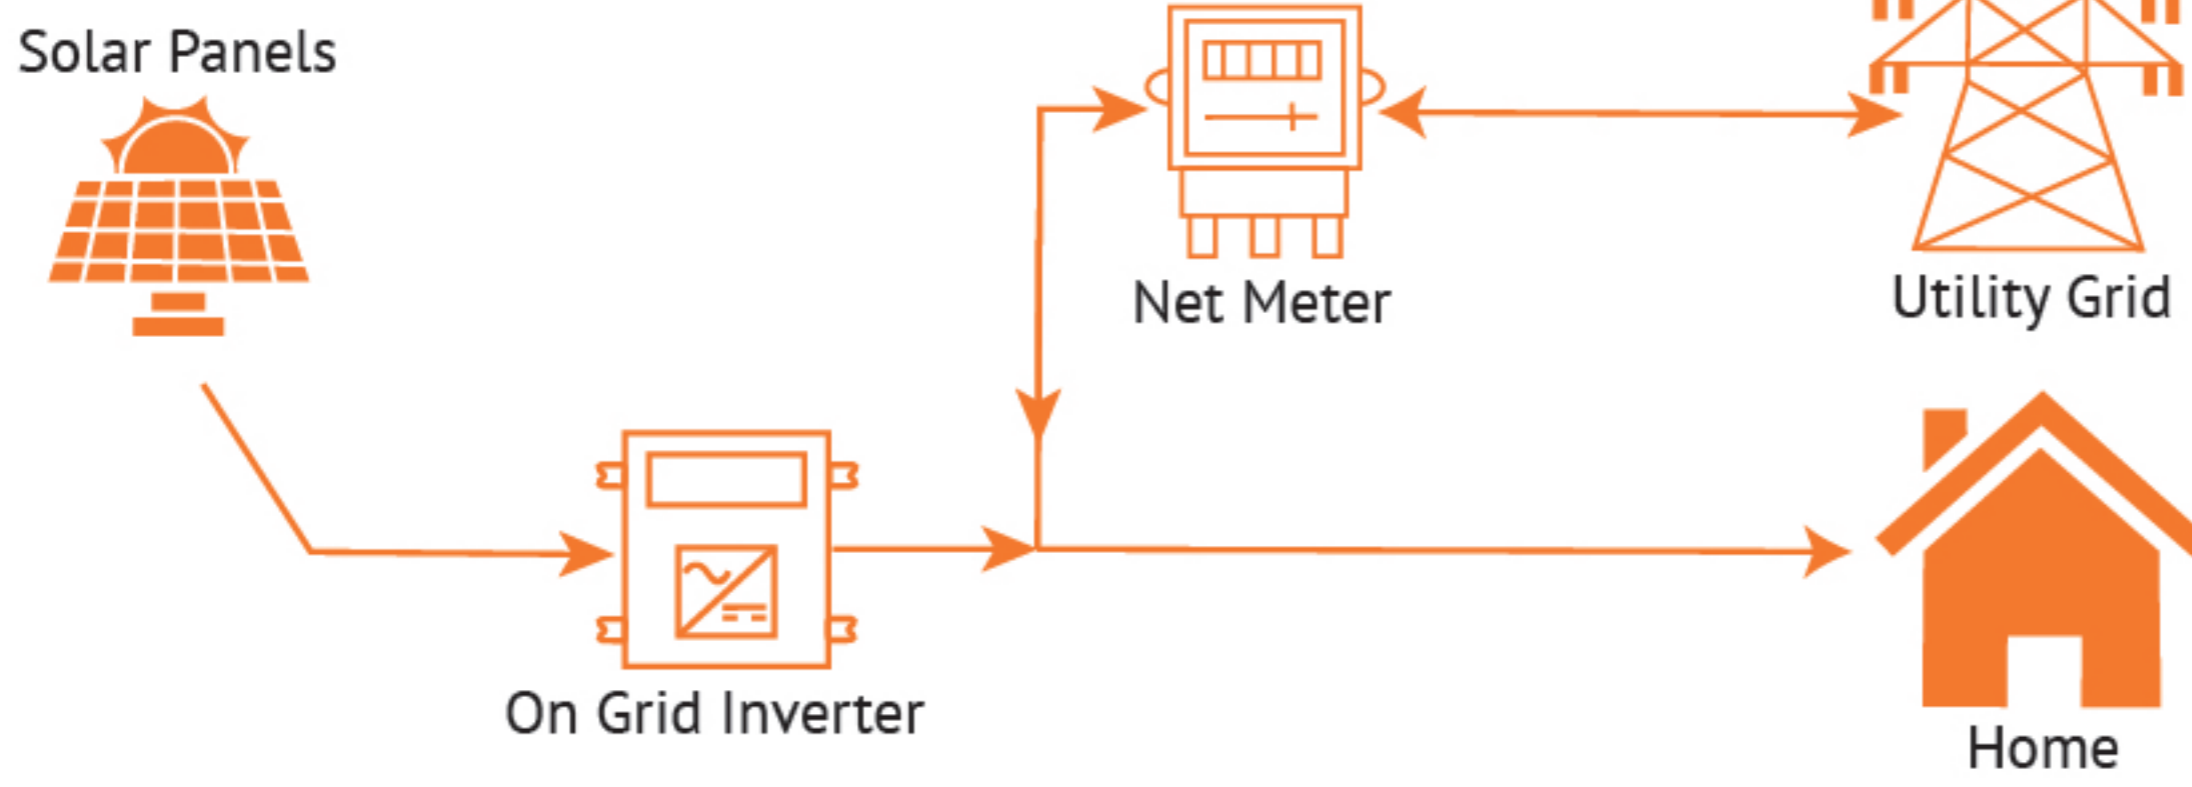 Solar Panels
Net Meter
Utility Grid
On Grid Inverter
Home